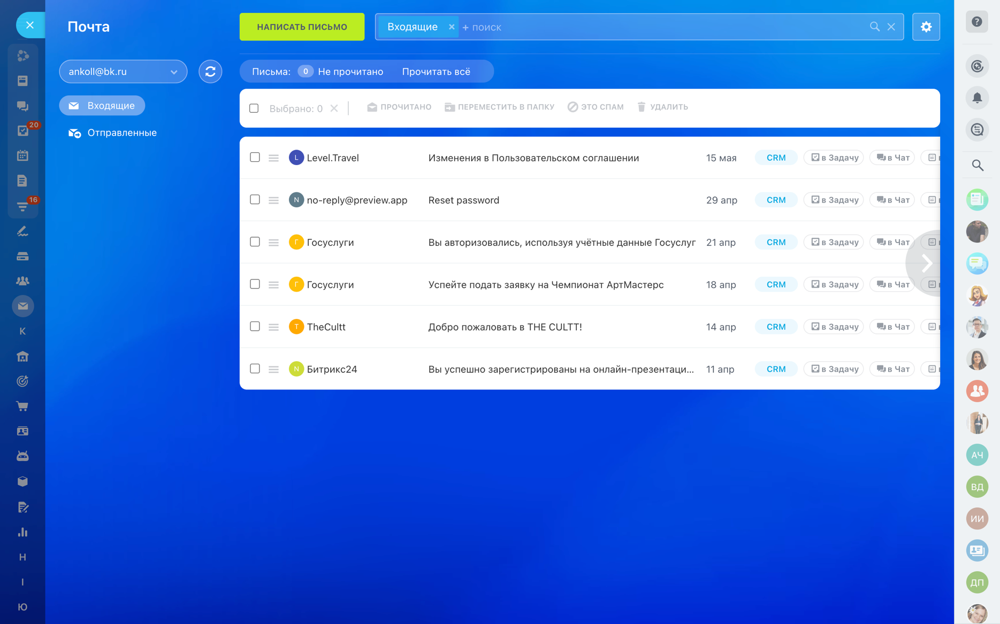 Почта
НАПИСАТЬ ПИСЬМО
Входящие × + поиск
ankoll@bk.ru
Письма: 0 Не прочитано Прочитать всё
Входящие
Отправленные
Выбрано: 0 ПРОЧИТАНО ПЕРЕМЕСТИТЬ В ПАПКУ ЭТО СПАМ УДАЛИТЬ
L Level.Travel Изменения в Пользовательском соглашении 15 мая CRM в Задачу в Чат
N no-reply@preview.app Reset password 29 апр CRM в Задачу в Чат
Г Госуслуги Вы авторизовались, используя учётные данные Госуслуг 21 апр CRM в Задачу в Чат
Г Госуслуги Успейте подать заявку на Чемпионат АртМастерс 18 апр CRM в Задачу в Чат
T TheCultt Добро пожаловать в THE CULTT! 14 апр CRM в Задачу в Чат
N Битрикс24 Вы успешно зарегистрированы на онлайн-презентаци... 11 апр CRM в Задачу в Чат
20
16
К
Н
I
Ю
?
АЧ
ВД
ИИ
ДП